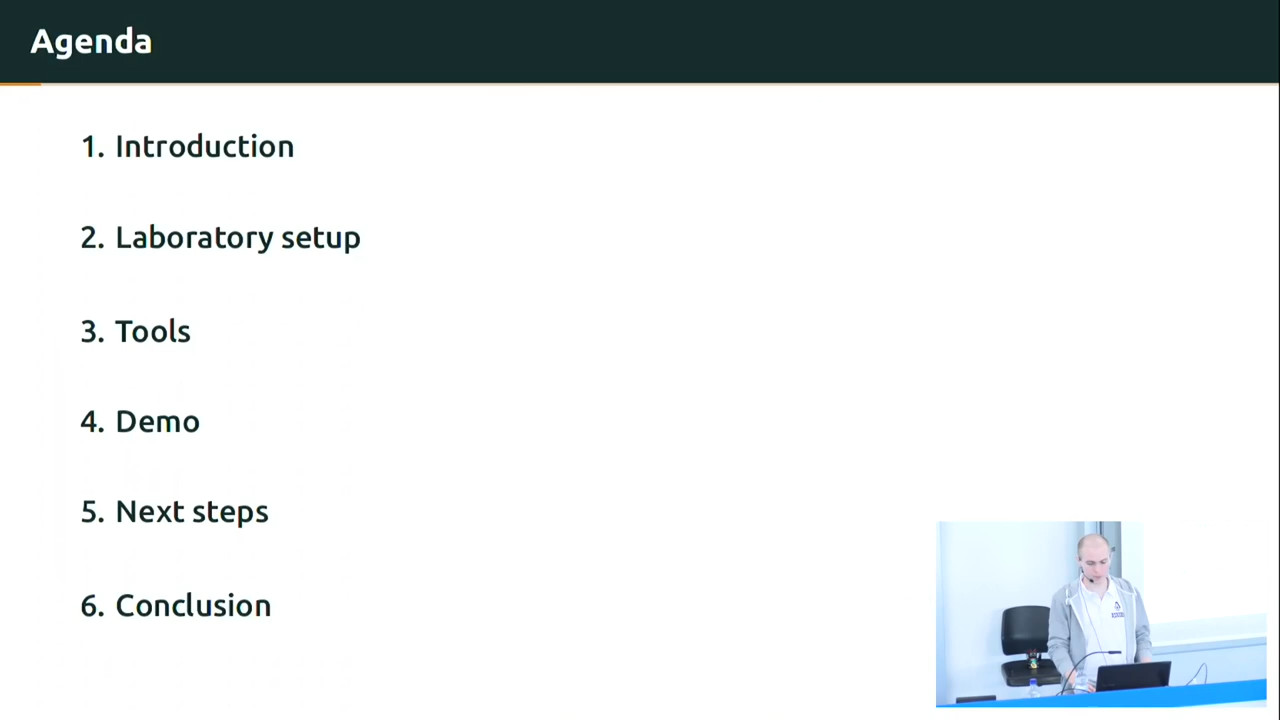 Agenda
1. Introduction
2. Laboratory setup
3. Tools
4. Demo
5. Next steps
6. Conclusion